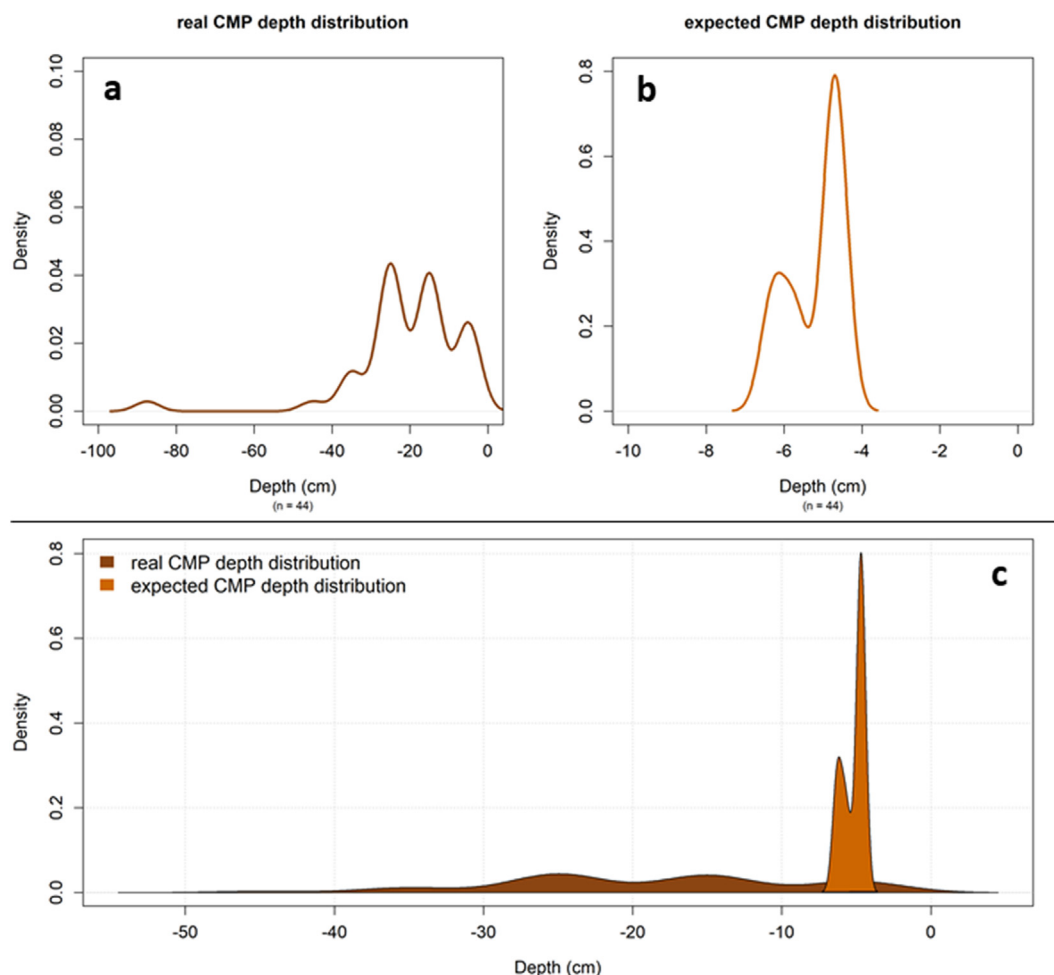 real CMP depth distribution
a
0.10
0.08
0.06
0.04
0.02
0.00
Density
-100 -80 -60 -40 -20 0
Depth (cm)
(n = 44)
expected CMP depth distribution
b
0.8
0.6
0.4
0.2
0.0
Density
-10 -8 -6 -4 -2 0
Depth (cm)
(n = 44)
real CMP depth distribution
expected CMP depth distribution
c
0.8
0.6
0.4
0.2
0.0
Density
-50 -40 -30 -20 -10 0
Depth (cm)